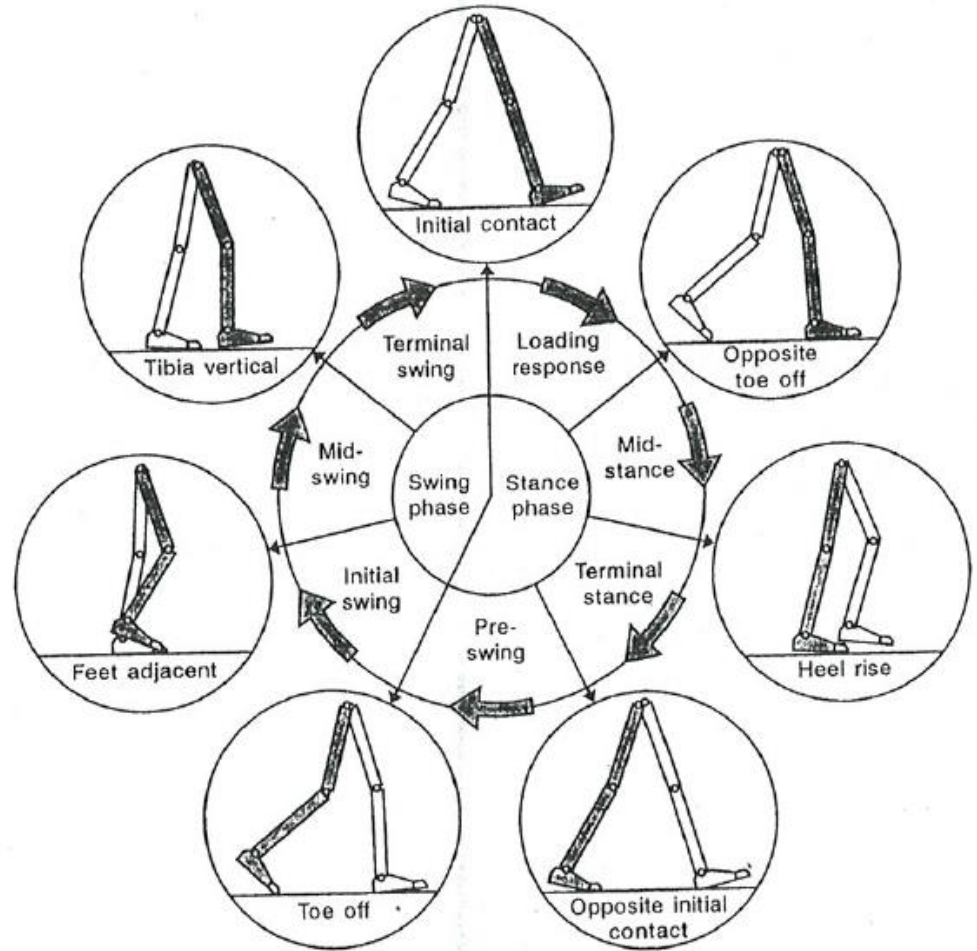 Initial contact
Tibia vertical
Opposite
toe off
Terminal
swing
Loading
response
Mid-
swing
Mid-
stance
Swing
phase
Stance
phase
Feet adjacent
Initial
swing
Terminal
stance
Heel rise
Pre-
swing
Toe off
Opposite initial
contact